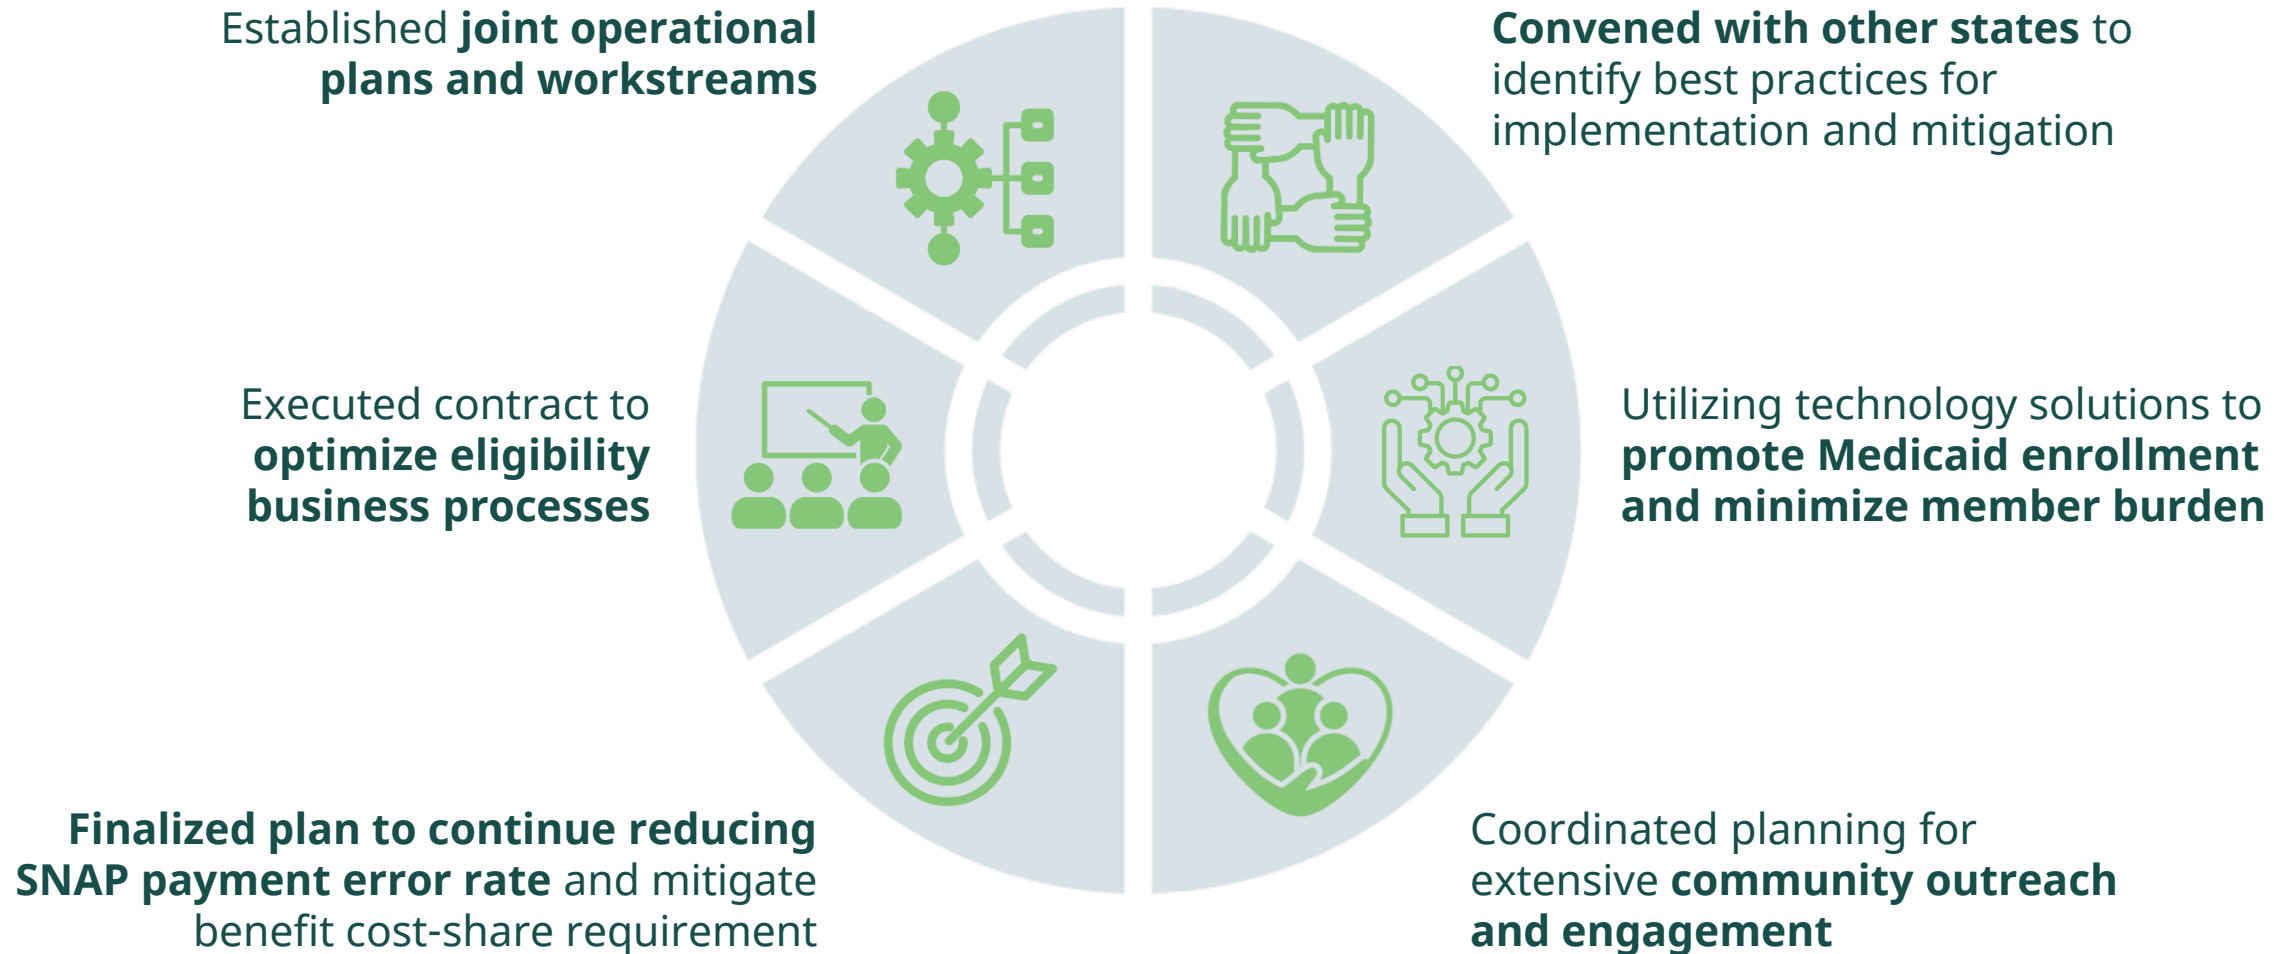 Established joint operational
plans and workstreams
Convened with other states to
identify best practices for
implementation and mitigation
Executed contract to
optimize eligibility
business processes
Utilizing technology solutions to
promote Medicaid enrollment
and minimize member burden
Finalized plan to continue reducing
SNAP payment error rate and mitigate
benefit cost-share requirement
Coordinated planning for
extensive community outreach
and engagement